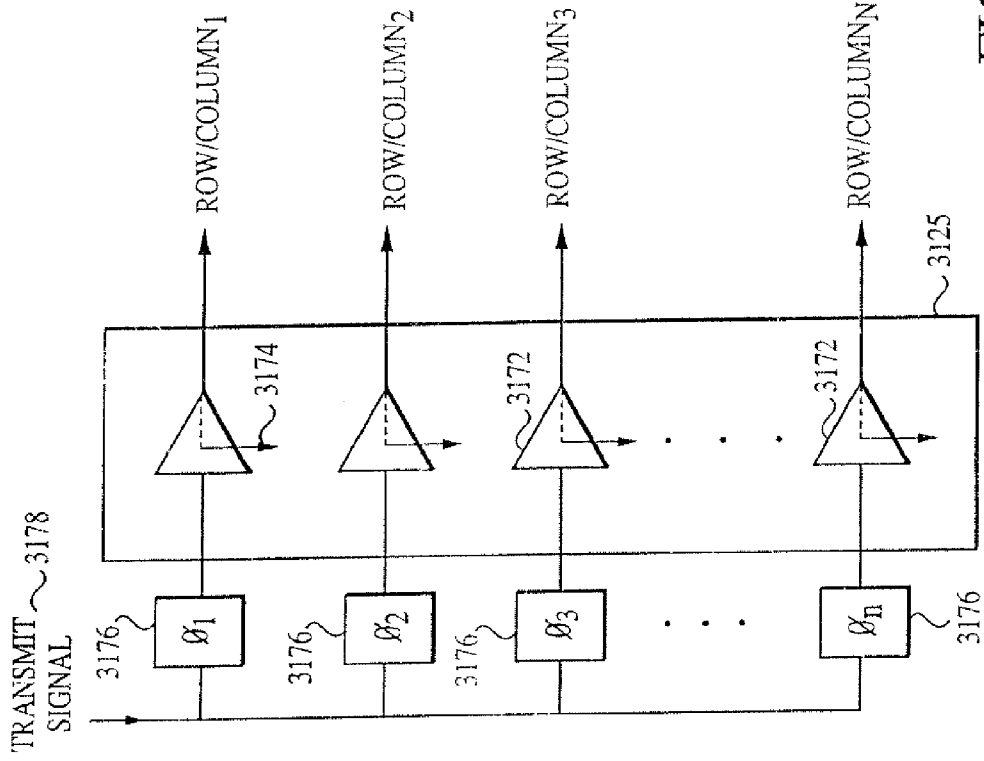 TRANSMIT
SIGNAL
3178
3176
Ø1
3174
ROW/COLUMN1
3176
Ø2
ROW/COLUMN2
3176
Ø3
3172
ROW/COLUMN3
Øn
3176
3172
ROW/COLUMNN
3125